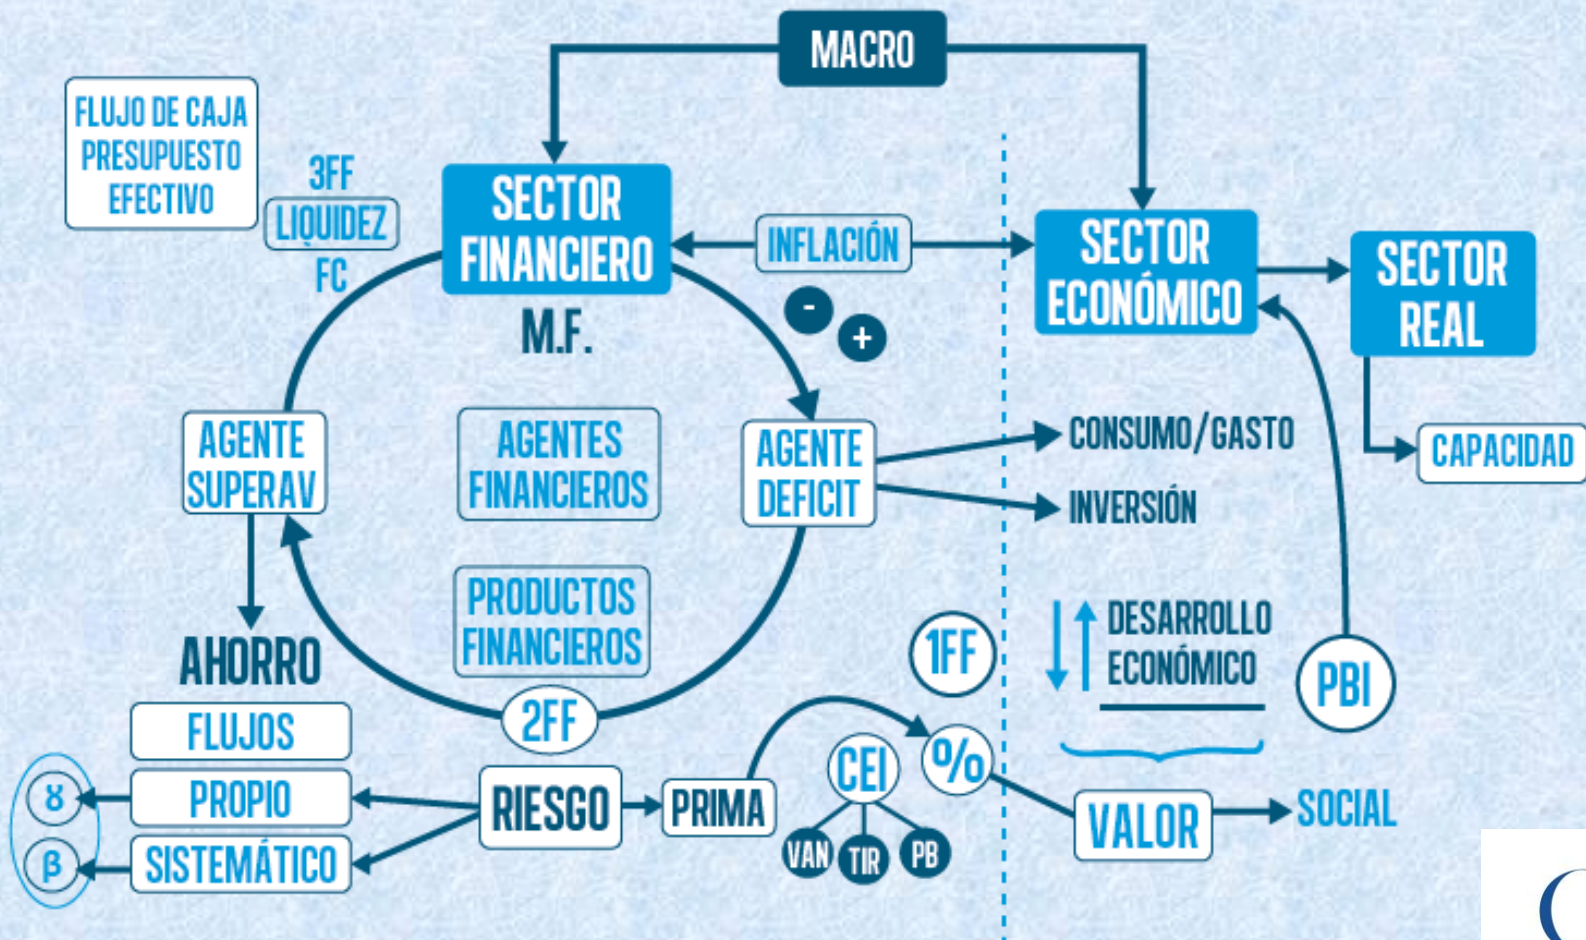 MACRO
FLUJO DE CAJA
PRESUPUESTO
EFECTIVO
3FF
LIQUIDEZ
FC
SECTOR
FINANCIERO
M.F.
INFLACIÓN
-
+
SECTOR
ECONÓMICO
SECTOR
REAL
CAPACIDAD
AGENTE
SUPERAV
AGENTES
FINANCIEROS
AGENTE
DEFICIT
CONSUMO/GASTO
INVERSIÓN
PRODUCTOS
FINANCIEROS
AHORRO
2FF
1FF
DESARROLLO
ECONÓMICO
PBI
FLUJOS
PROPIO
SISTEMÁTICO
४
β
RIESGO
PRIMA
CEI
%
VAN
TIR
PB
VALOR
SOCIAL